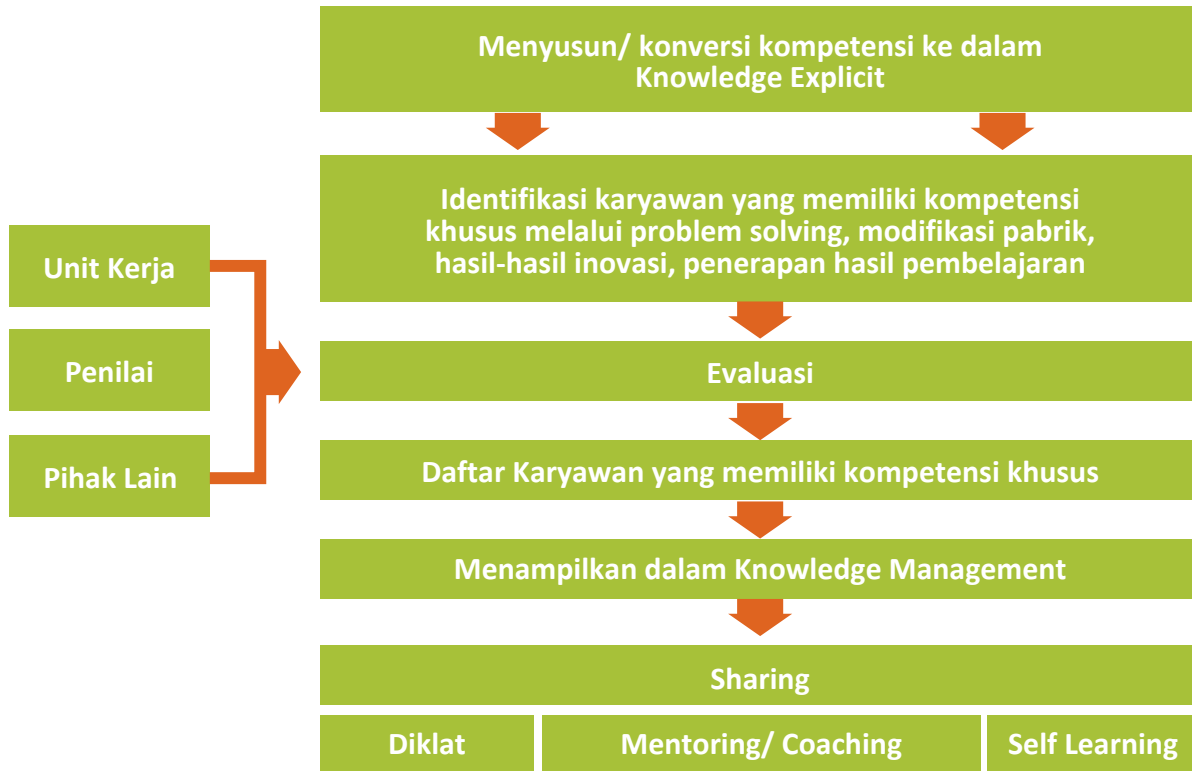 Menyusun/ konversi kompetensi ke dalam
Knowledge Explicit
Identifikasi karyawan yang memiliki kompetensi
khusus melalui problem solving, modifikasi pabrik,
hasil-hasil inovasi, penerapan hasil pembelajaran
Unit Kerja
Penilai
Pihak Lain
Evaluasi
Daftar Karyawan yang memiliki kompetensi khusus
Menampilkan dalam Knowledge Management
Sharing
Diklat
Mentoring/ Coaching
Self Learning